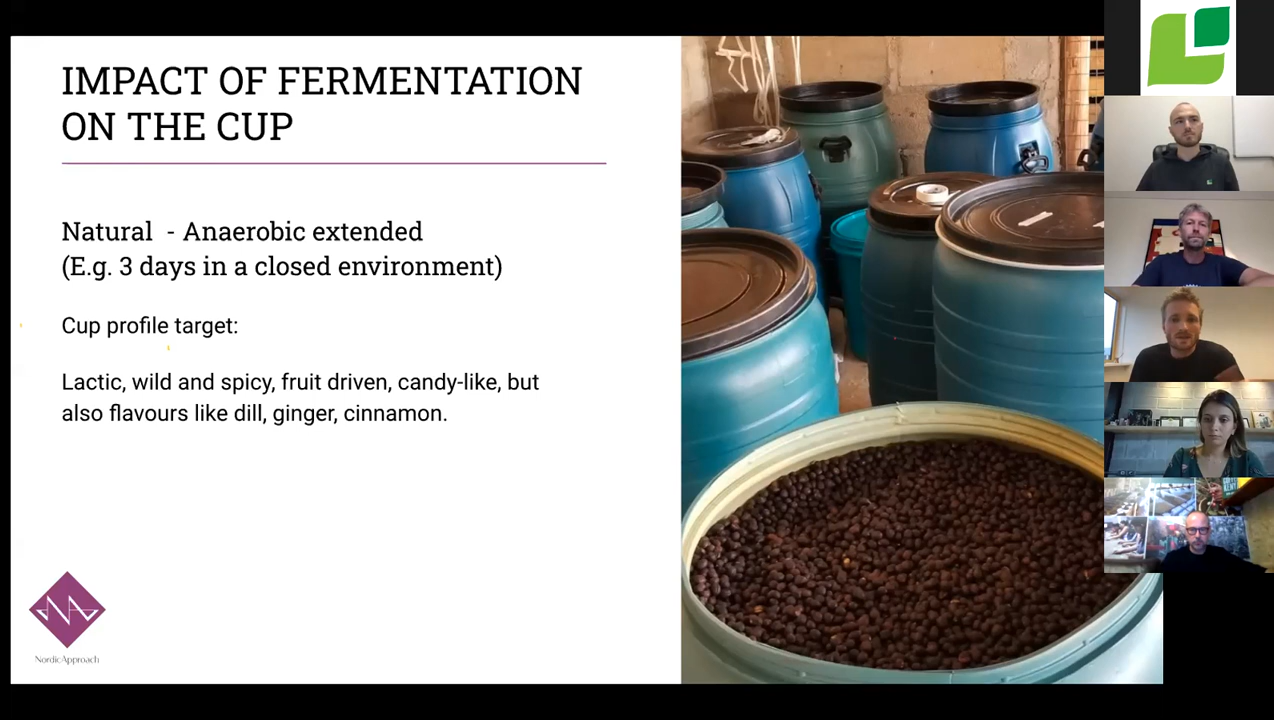 IMPACT OF FERMENTATION
ON THE CUP
Natural - Anaerobic extended
(E.g. 3 days in a closed environment)
Cup profile target:
Lactic, wild and spicy, fruit driven, candy-like, but
also flavours like dill, ginger, cinnamon.
NordicApproach